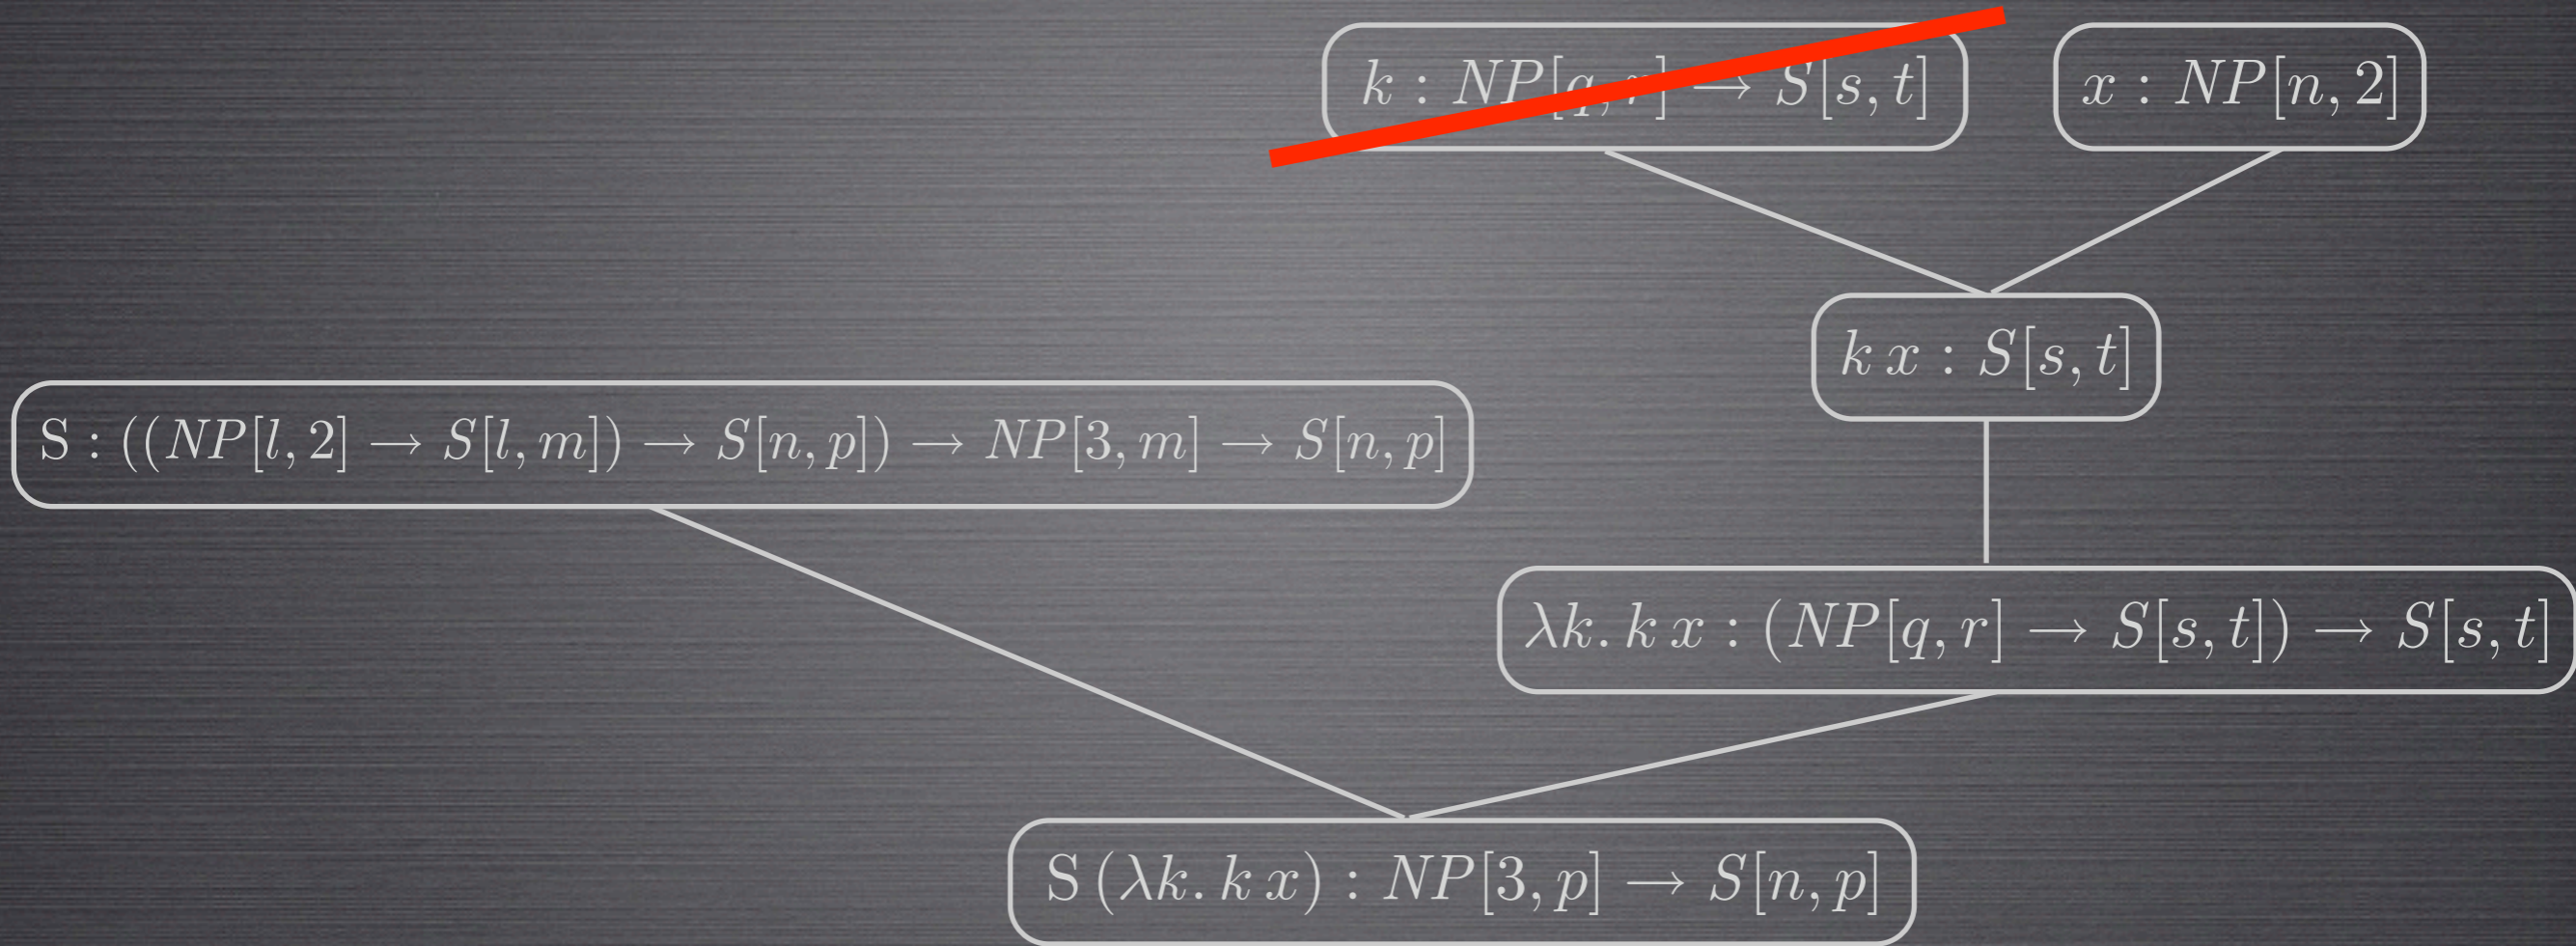 k : NP[q, r] → S[s, t]
x : NP[n, 2]
k x : S[s, t]
S : ((NP[l, 2] → S[l, m]) → S[n, p]) → NP[3, m] → S[n, p]
λk. k x : (NP[q, r] → S[s, t]) → S[s, t]
S (λk. k x) : NP[3, p] → S[n, p]